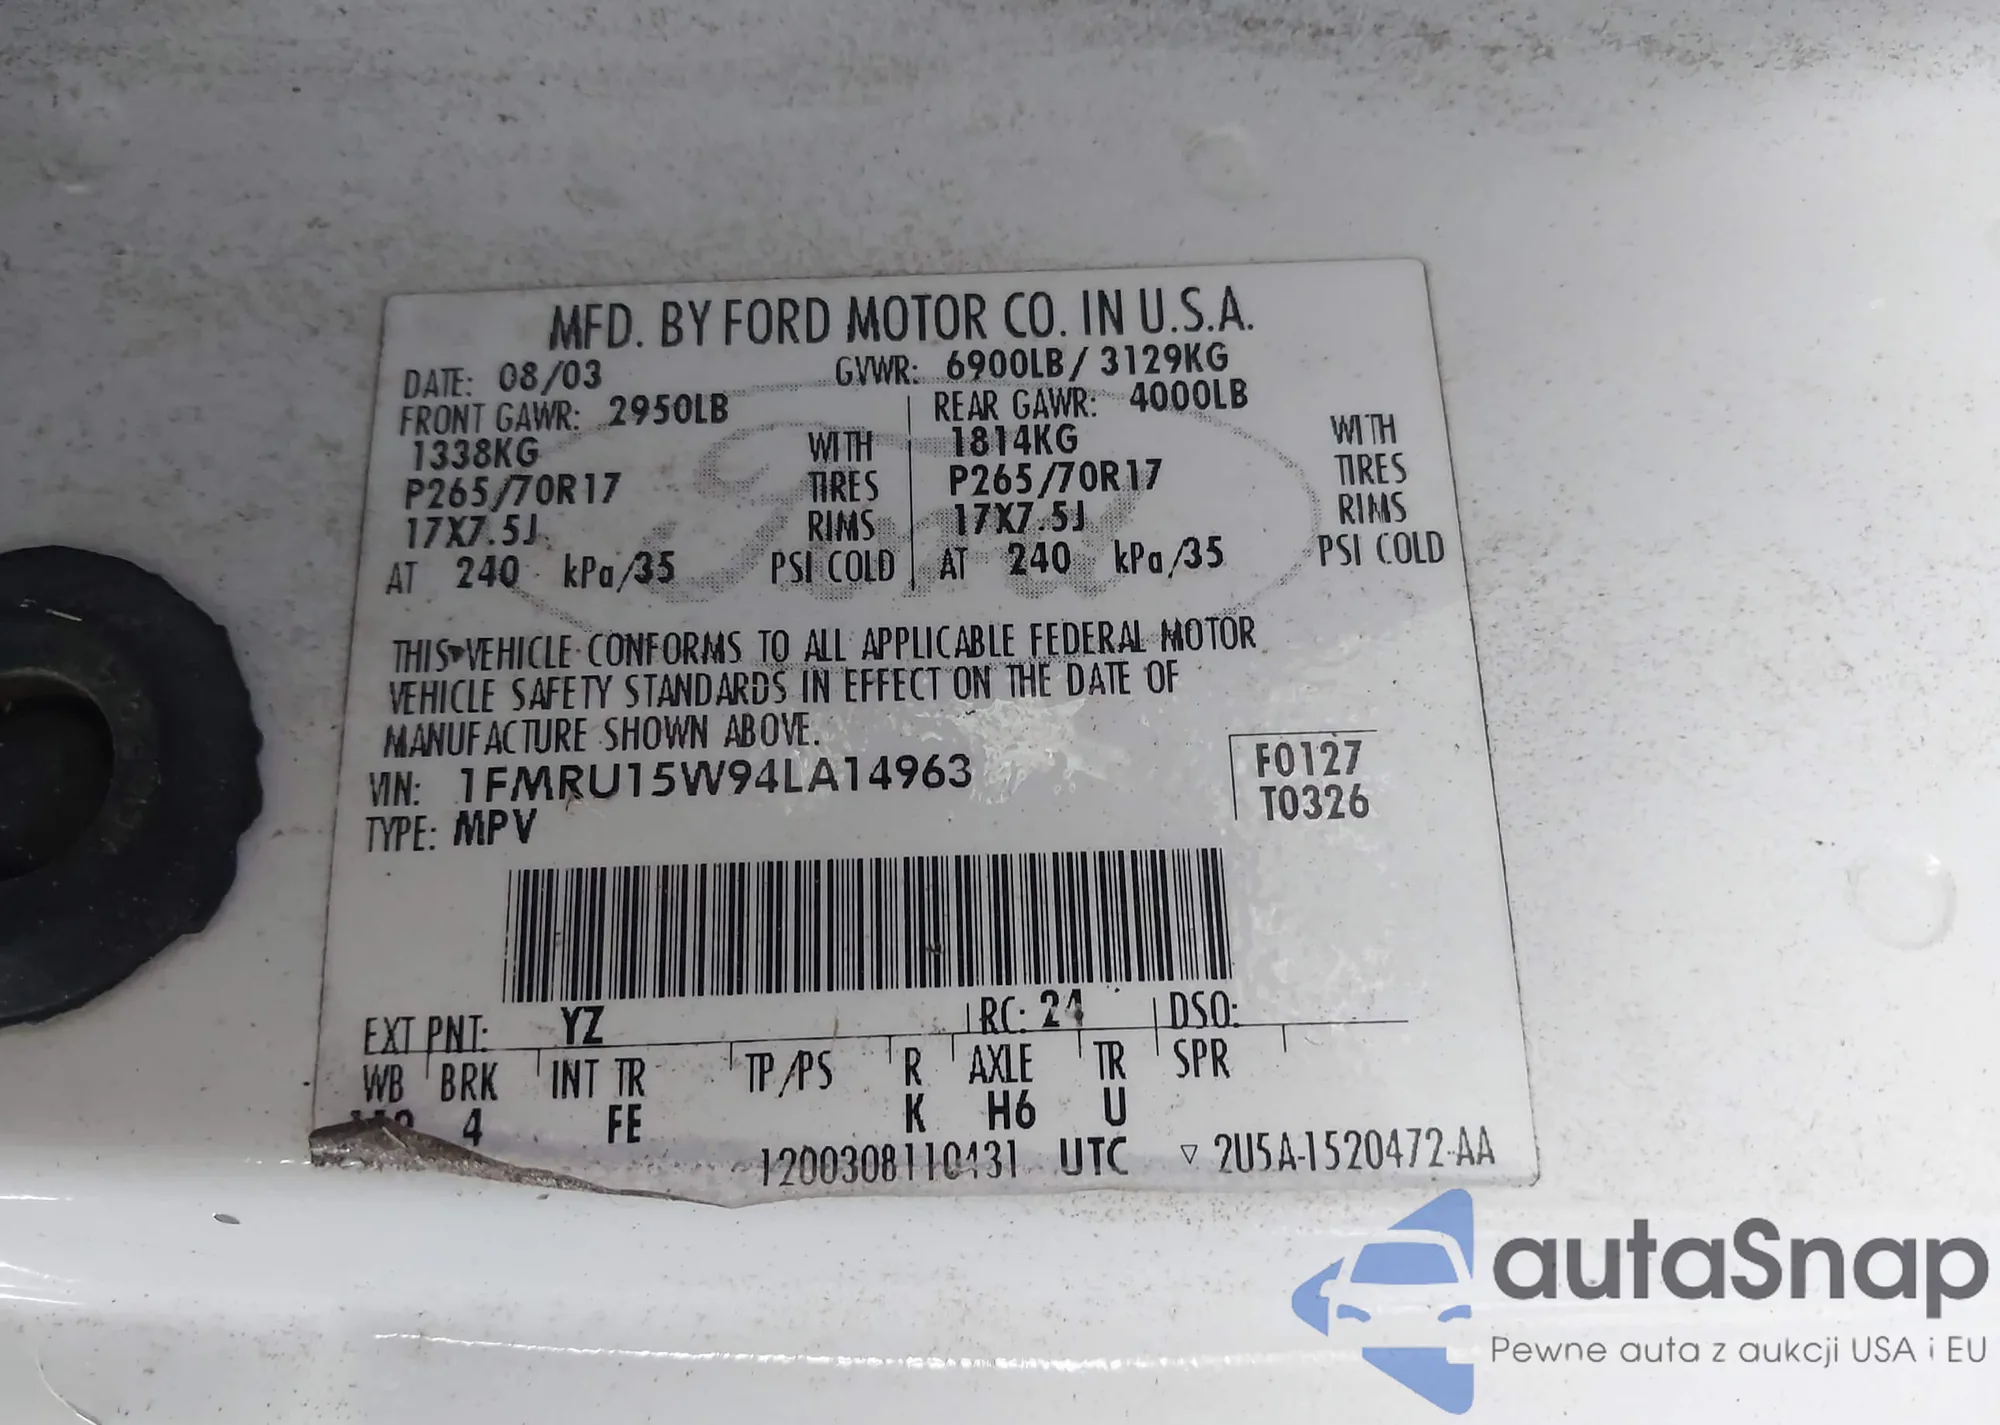 MFD. BY FORD MOTOR CO. IN U.S.A.
DATE: 08/03 GVWR: 6900LB / 3129KG
FRONT GAWR: 2950LB REAR GAWR: 4000LB
1338KG WITH 1814KG WITH
P265/70R17 TIRES P265/70R17 TIRES
17X7.5J RIMS 17X7.5J RIMS
AT 240 kPa/35 PSI COLD AT 240 kPa/35 PSI COLD
THIS VEHICLE CONFORMS TO ALL APPLICABLE FEDERAL MOTOR
VEHICLE SAFETY STANDARDS IN EFFECT ON THE DATE OF
MANUFACTURE SHOWN ABOVE.
VIN: 1FMRU15W94LA14963 F0127
TYPE: MPV T0326
EXT PNT: YZ RC: 24 DSO:
WB BRK INT TR TP/PS R AXLE TR SPR
4 FE K H6 U
1200308110431 UTC ▽ 2U5A-1520472-AA
autaSnap
Pewne auta z aukcji USA i EU